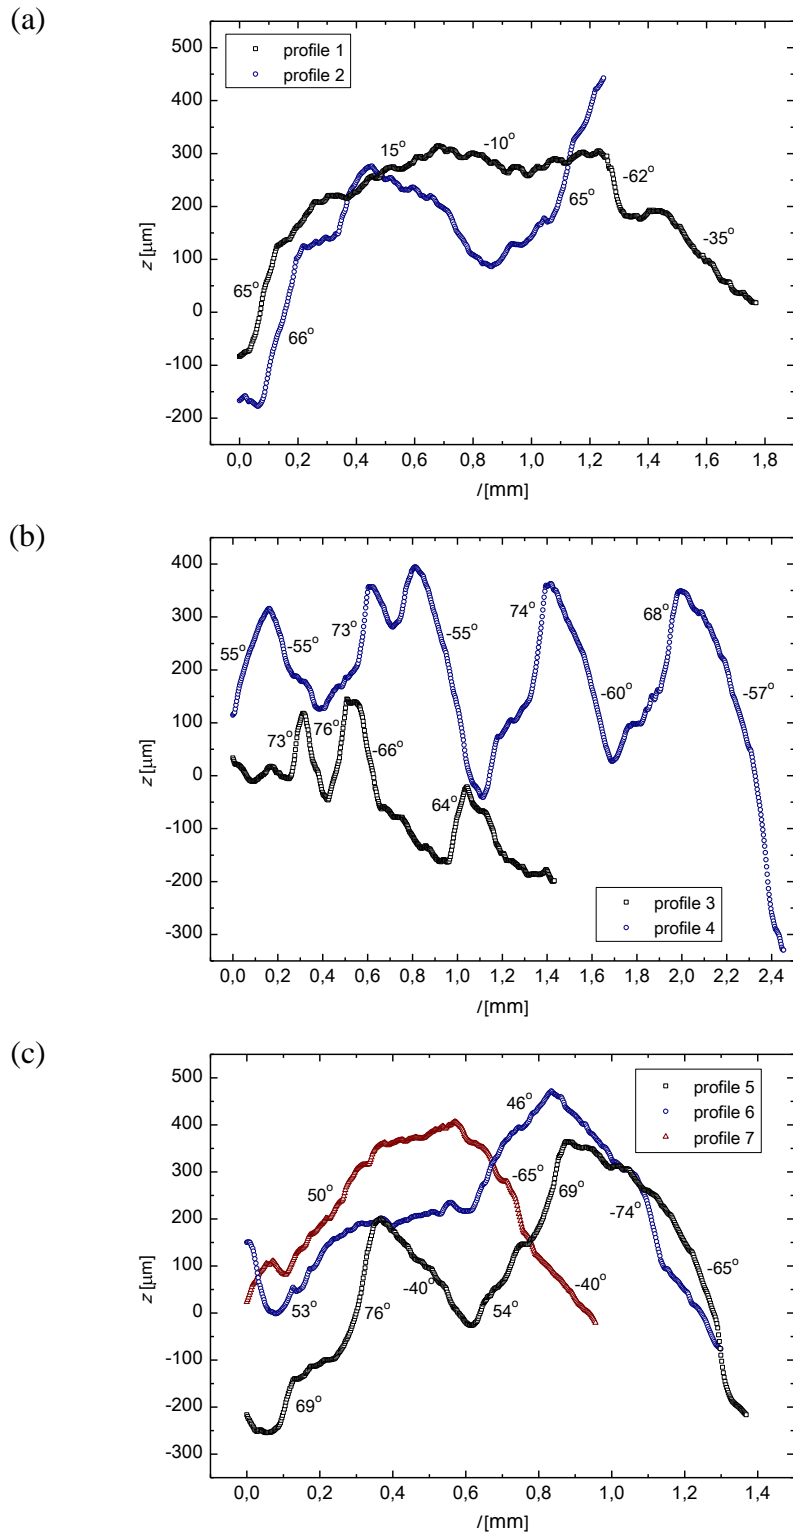 (a)
500
400
300
200
100
0
-100
-200
z [μm]
profile 1
profile 2
65°
66°
15°
-10°
65°
-62°
-35°
0,0 0,2 0,4 0,6 0,8 1,0 1,2 1,4 1,6 1,8
l [mm]
(b)
400
300
200
100
0
-100
-200
-300
z [μm]
55°
-55°
73°
-55°
74°
-60°
68°
-57°
73°
76°
-66°
64°
profile 3
profile 4
0,0 0,2 0,4 0,6 0,8 1,0 1,2 1,4 1,6 1,8 2,0 2,2 2,4
l [mm]
(c)
500
400
300
200
100
0
-100
-200
-300
z [μm]
profile 5
profile 6
profile 7
46°
50°
-65°
69°
-74°
53°
76°
-40°
54°
-40°
-65°
69°
0,0 0,2 0,4 0,6 0,8 1,0 1,2 1,4
l [mm]